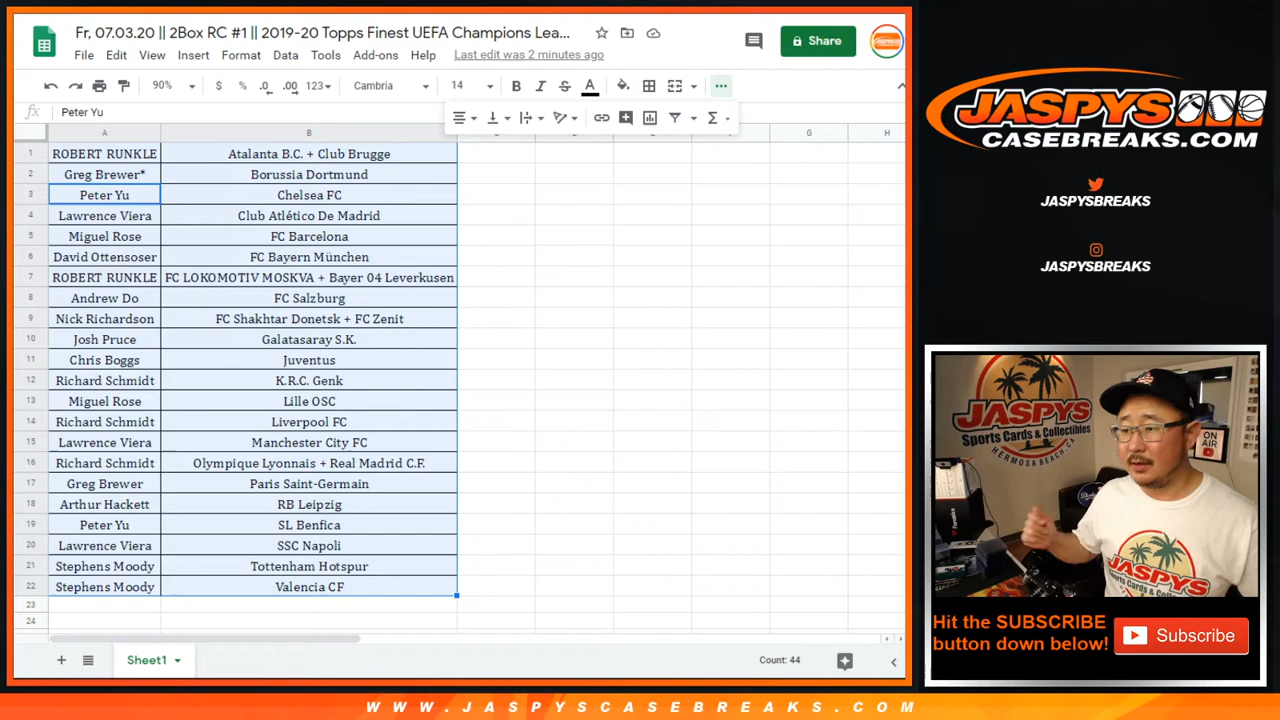 Fr, 07.03.20 || 2Box RC #1 || 2019-20 Topps Finest UEFA Champions Lea...
File Edit View Insert Format Data Tools Add-ons Help Last edit was 2 minutes ago
Share
90% $ % .0 .00 123 Cambria 14 B I S A
fx Peter Yu
A B G H
1 ROBERT RUNKLE Atalanta B.C. + Club Brugge
2 Greg Brewer* Borussia Dortmund
3 Peter Yu Chelsea FC
4 Lawrence Viera Club Atlético De Madrid
5 Miguel Rose FC Barcelona
6 David Ottensoser FC Bayern München
7 ROBERT RUNKLE FC LOKOMOTIV MOSKVA + Bayer 04 Leverkusen
8 Andrew Do FC Salzburg
9 Nick Richardson FC Shakhtar Donetsk + FC Zenit
10 Josh Pruce Galatasaray S.K.
11 Chris Boggs Juventus
12 Richard Schmidt K.R.C. Genk
13 Miguel Rose Lille OSC
14 Richard Schmidt Liverpool FC
15 Lawrence Viera Manchester City FC
16 Richard Schmidt Olympique Lyonnais + Real Madrid C.F.
17 Greg Brewer Paris Saint-Germain
18 Arthur Hackett RB Leipzig
19 Peter Yu SL Benfica
20 Lawrence Viera SSC Napoli
21 Stephens Moody Tottenham Hotspur
22 Stephens Moody Valencia CF
23
24
Sheet1 Count: 44
JASPYS
CASEBREAKS.COM
JASPYSBREAKS
JASPYSBREAKS
JASPYS
Sports Cards & Collectibles
HERMOSA BEACH, CA
ON AIR
Fanatics
JASPYS
Sports Cards & Collectibles
Hit the SUBSCRIBE
button down below!
Subscribe
WWW.JASPYSCASEBREAKS.COM